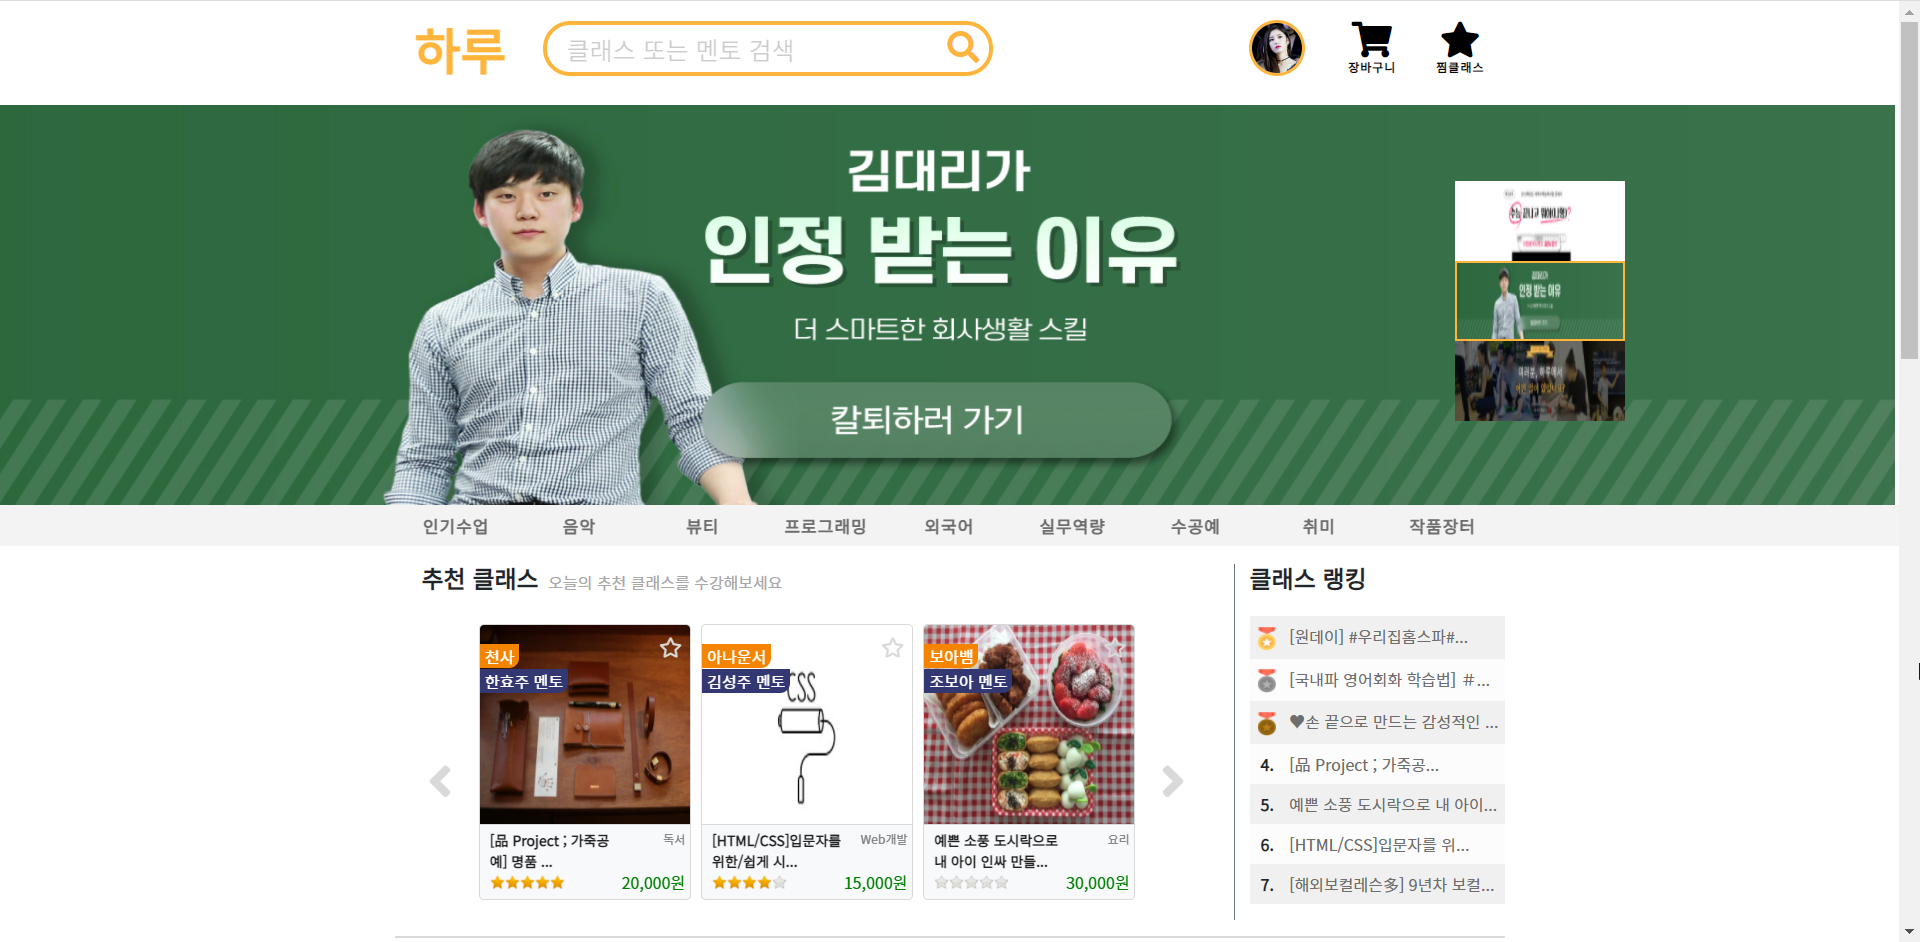 하루
클래스 또는 멘토 검색
장바구니
찜클래스
김대리가
인정 받는 이유
더 스마트한 회사생활 스킬
칼퇴하러 가기
김대리가
인정 받는 이유
인기수업
음악
뷰티
프로그래밍
외국어
실무역량
수공예
취미
작품장터
추천 클래스
오늘의 추천 클래스를 수강해보세요
천사
한효주 멘토
[品 Project ; 가죽공
예] 명품 ...
독서
20,000원
아나운서
김성주 멘토
CSS
[HTML/CSS]입문자를
위한/쉽게 시...
Web개발
15,000원
보아뱀
조보아 멘토
예쁜 소풍 도시락으로
내 아이 인싸 만들...
요리
30,000원
클래스 랭킹
[원데이] #우리집홈스파#...
[국내파 영어회화 학습법] #...
♥손 끝으로 만드는 감성적인 ...
4. [品 Project ; 가죽공...
5. 예쁜 소풍 도시락으로 내 아이...
6. [HTML/CSS]입문자를 위...
7. [해외보컬레슨多] 9년차 보컬...